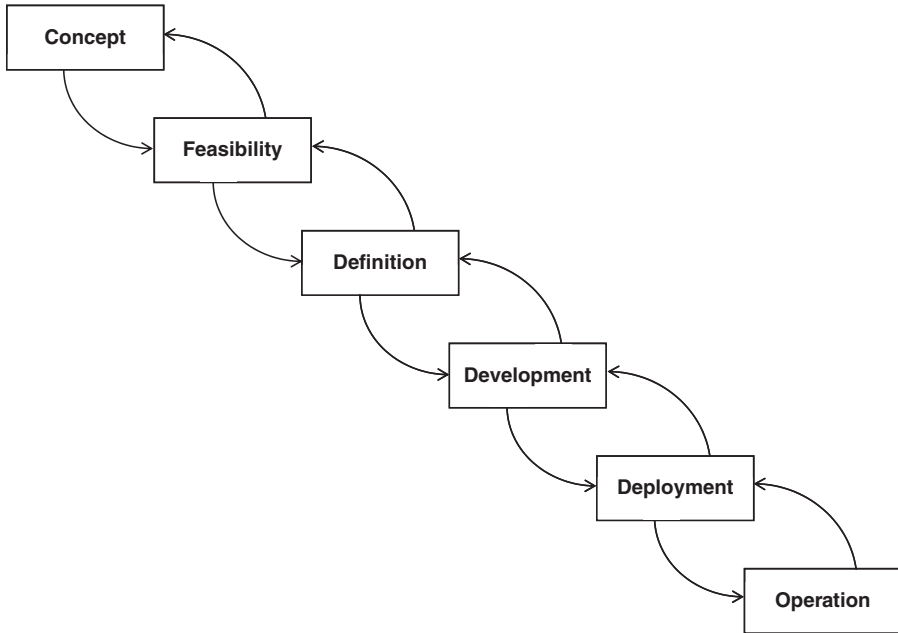 Concept
Feasibility
Definition
Development
Deployment
Operation